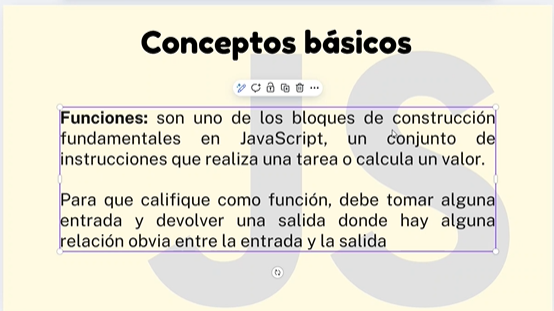 Conceptos básicos
Funciones: son uno de los bloques de construcción
fundamentales en JavaScript, un conjunto de
instrucciones que realiza una tarea o calcula un valor.
Para que califique como función, debe tomar alguna
entrada y devolver una salida donde hay alguna
relación obvia entre la entrada y la salida
JS